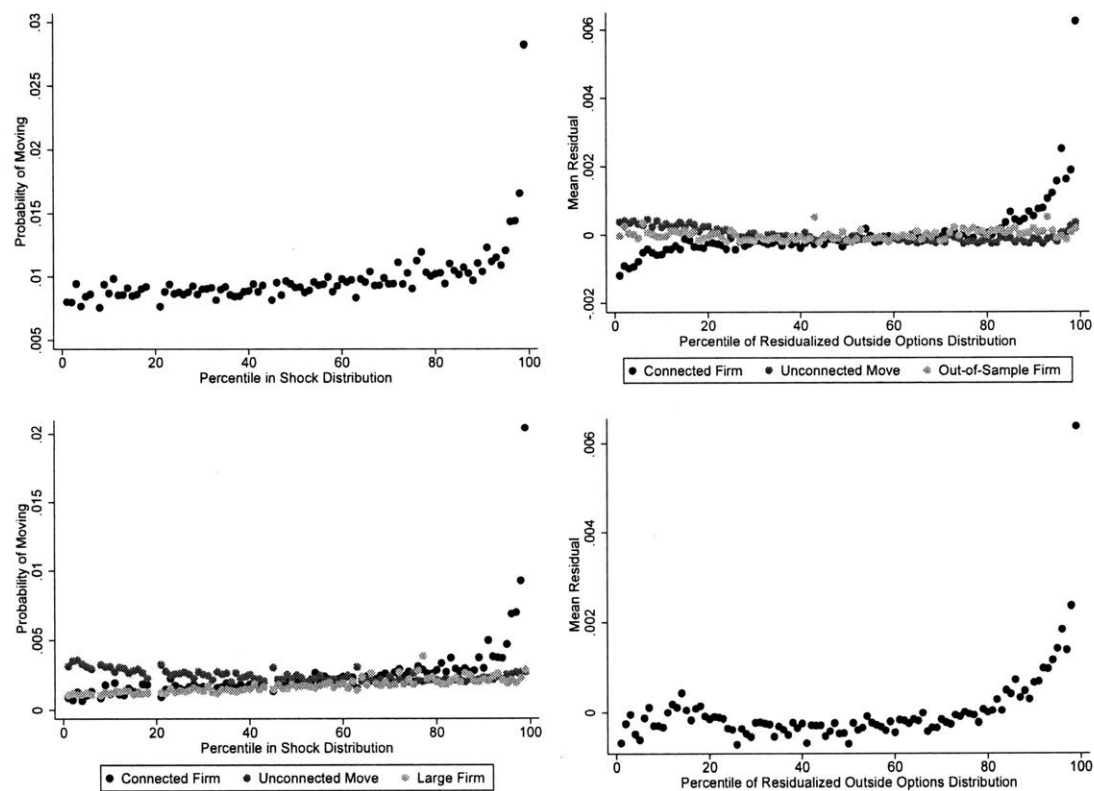 Probability of Moving
.03
.025
.02
.015
.01
.005
0 20 40 60 80 100
Percentile in Shock Distribution
Mean Residual
.006
.004
.002
0
-.002
0 20 40 60 80 100
Percentile of Residualized Outside Options Distribution
Connected Firm Unconnected Move Out-of-Sample Firm
Probability of Moving
.02
.015
.01
.005
0
0 20 40 60 80 100
Percentile in Shock Distribution
Connected Firm Unconnected Move Large Firm
Mean Residual
.006
.004
.002
0
0 20 40 60 80 100
Percentile of Residualized Outside Options Distribution